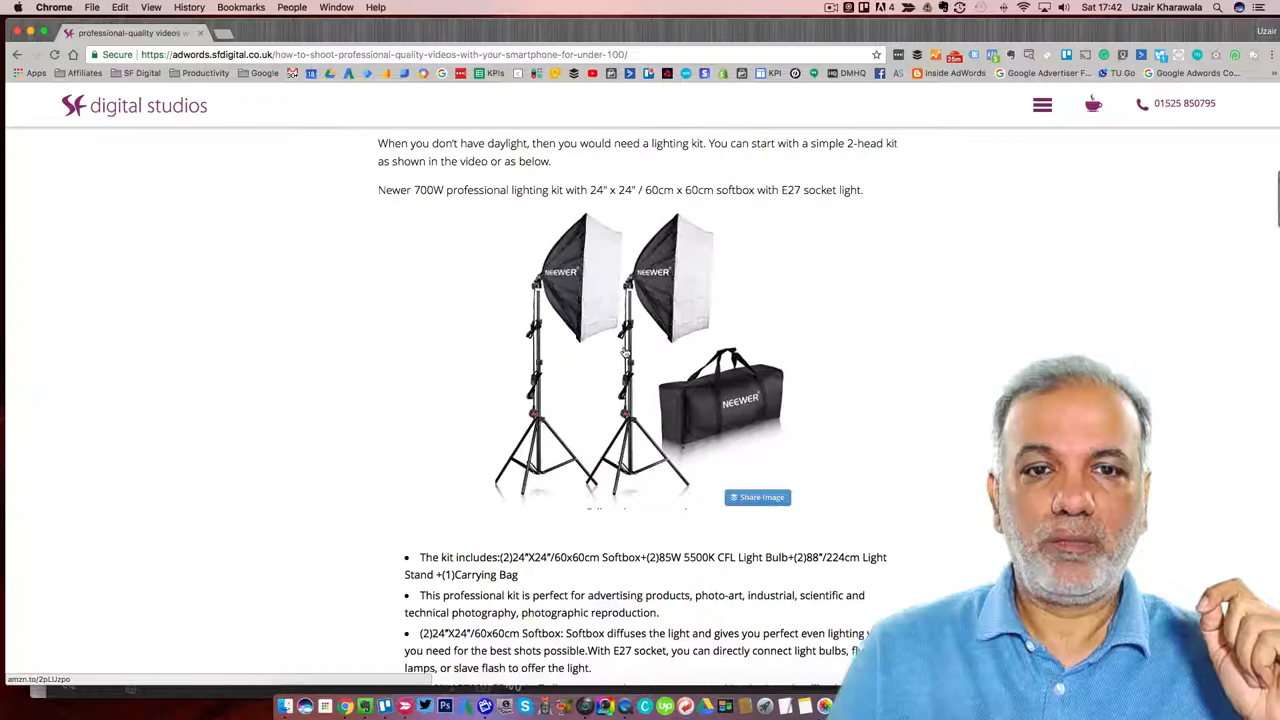 Chrome File Edit View History Bookmarks People Window Help
4 Sat 17:42 Uzair Kharawala
professional-quality videos w
Uzair
Secure https://adwords.sfdigital.co.uk/how-to-shoot-professional-quality-videos-with-your-smartphone-for-under-100/
25m
Apps Affiliates SF Digital Productivity Google KPIs KPI DMHQ AS Inside AdWords Google Advertiser F... TU Go Google Adwords Co...
SF digital studios
01525 850795
When you don't have daylight, then you would need a lighting kit. You can start with a simple 2-head kit
as shown in the video or as below.
Newer 700W professional lighting kit with 24" x 24" / 60cm x 60cm softbox with E27 socket light.
NEEWER NEEWER
NEEWER
Share Image
• The kit includes:(2)24"X24"/60x60cm Softbox+(2)85W 5500K CFL Light Bulb+(2)88"/224cm Light
Stand +(1)Carrying Bag
• This professional kit is perfect for advertising products, photo-art, industrial, scientific and
technical photography, photographic reproduction.
• (2)24"X24"/60x60cm Softbox: Softbox diffuses the light and gives you perfect even lighting
you need for the best shots possible.With E27 socket, you can directly connect light bulbs,
lamps, or slave flash to offer the light.
amzn.to/2pLUzpo